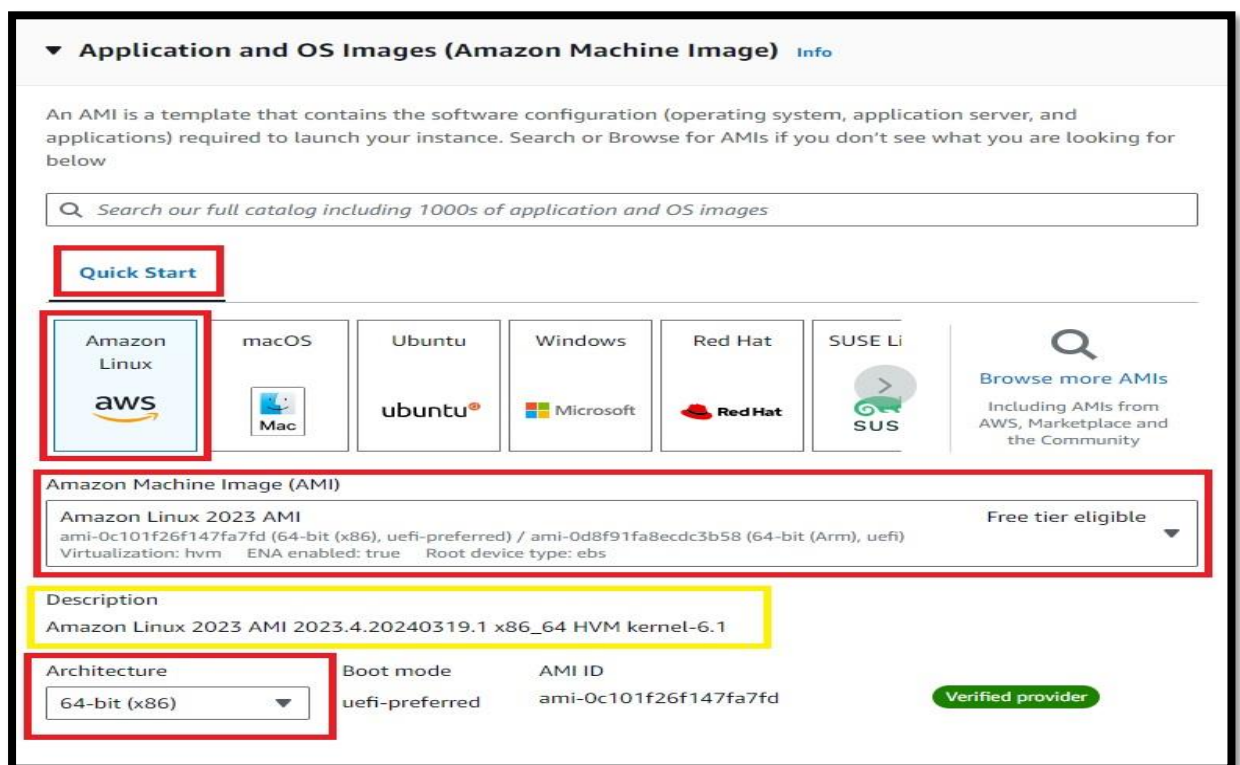 Application and OS Images (Amazon Machine Image) Info
An AMI is a template that contains the software configuration (operating system, application server, and
applications) required to launch your instance. Search or Browse for AMIs if you don't see what you are looking for
below
Search our full catalog including 1000s of application and OS images
Quick Start
Amazon
Linux
aws
macOS
Mac
Ubuntu
ubuntu®
Windows
Microsoft
Red Hat
Red Hat
SUSE Li
SUS
Browse more AMIs
Including AMIs from
AWS, Marketplace and
the Community
Amazon Machine Image (AMI)
Amazon Linux 2023 AMI Free tier eligible
ami-0c101f26f147fa7fd (64-bit (x86), uefi-preferred) / ami-0d8f91fa8ecdc3b58 (64-bit (Arm), uefi)
Virtualization: hvm ENA enabled: true Root device type: ebs
Description
Amazon Linux 2023 AMI 2023.4.20240319.1 x86_64 HVM kernel-6.1
Architecture Boot mode AMI ID
64-bit (x86) uefi-preferred ami-0c101f26f147fa7fd Verified provider